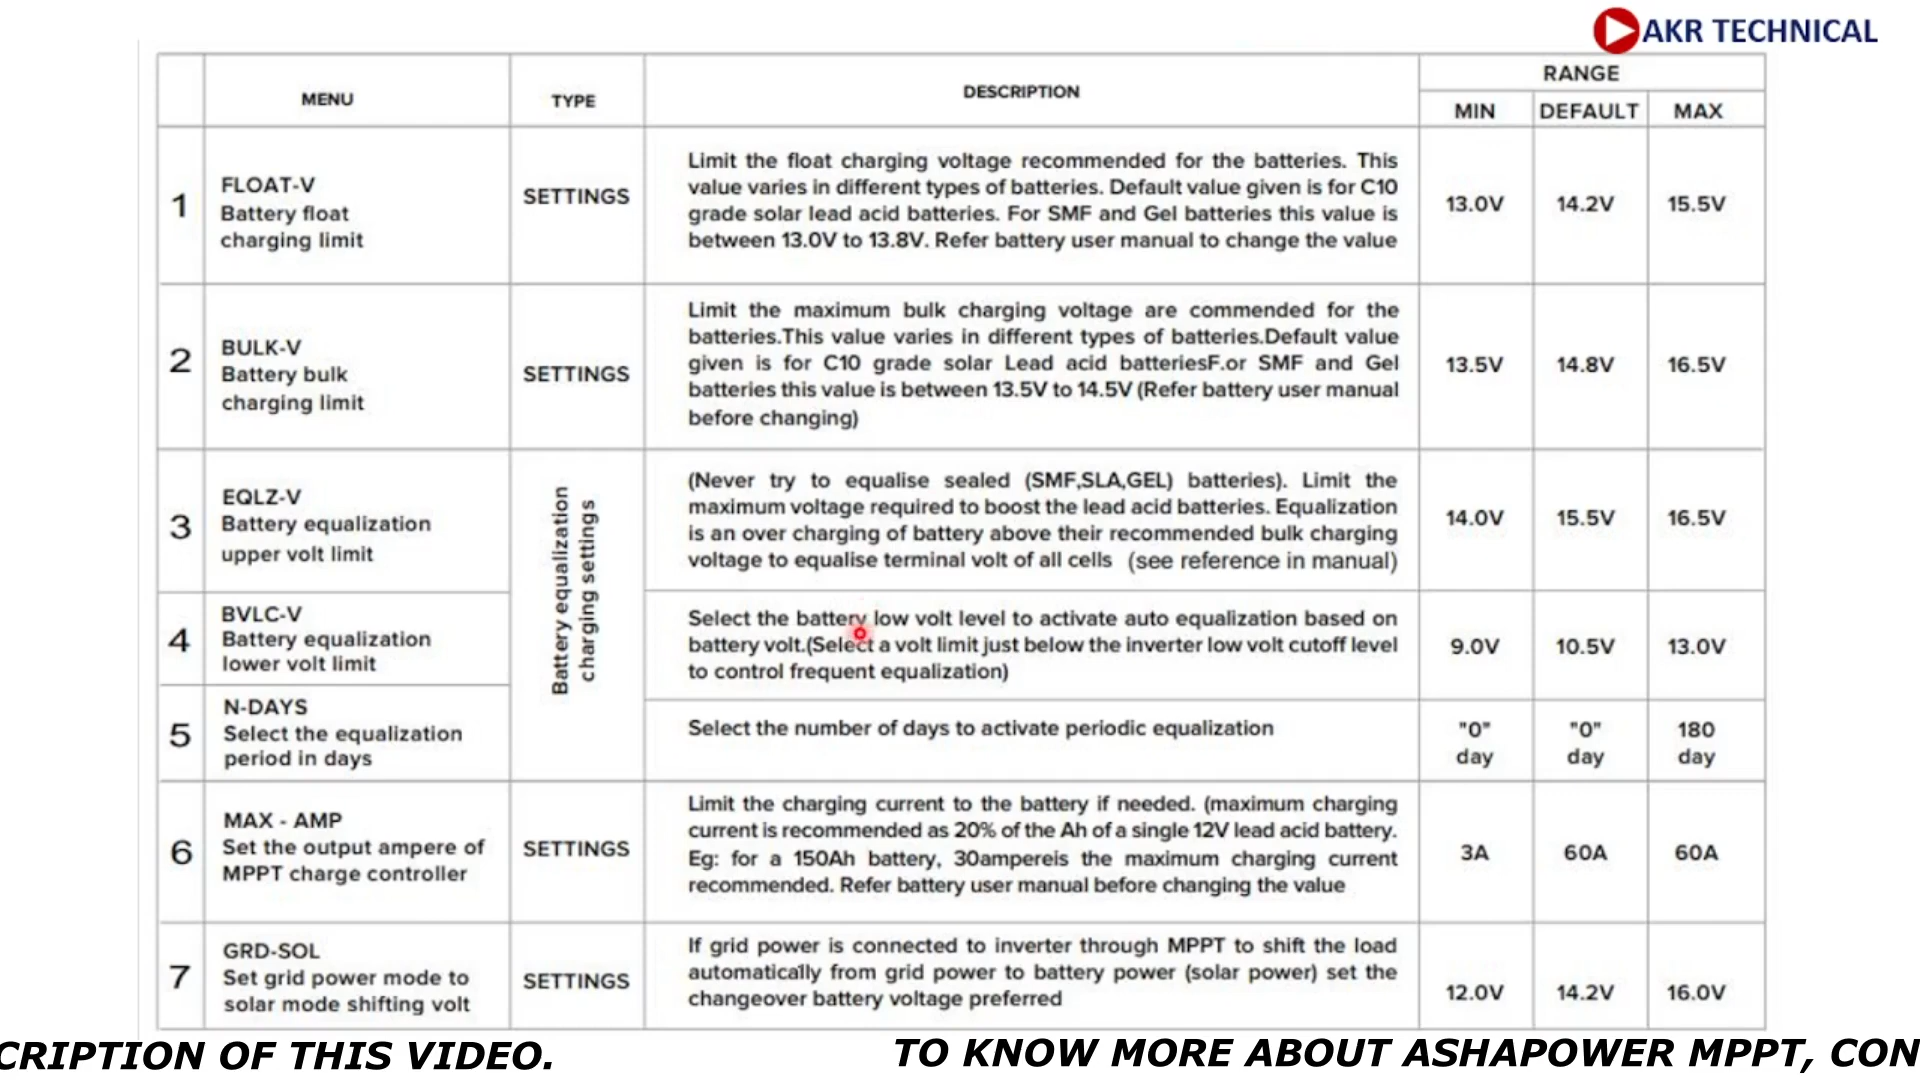 AKR TECHNICAL
MENU
TYPE
DESCRIPTION
RANGE
MIN
DEFAULT
MAX
1
FLOAT-V
Battery float
charging limit
SETTINGS
Limit the float charging voltage recommended for the batteries. This
value varies in different types of batteries. Default value given is for C10
grade solar lead acid batteries. For SMF and Gel batteries this value is
between 13.0V to 13.8V. Refer battery user manual to change the value
13.0V
14.2V
15.5V
2
BULK-V
Battery bulk
charging limit
SETTINGS
Limit the maximum bulk charging voltage are commended for the
batteries.This value varies in different types of batteries.Default value
given is for C10 grade solar Lead acid batteriesF.or SMF and Gel
batteries this value is between 13.5V to 14.5V (Refer battery user manual
before changing)
13.5V
14.8V
16.5V
3
EQLZ-V
Battery equalization
upper volt limit
Battery equalization
charging settings
(Never try to equalise sealed (SMF,SLA,GEL) batteries). Limit the
maximum voltage required to boost the lead acid batteries. Equalization
is an over charging of battery above their recommended bulk charging
voltage to equalise terminal volt of all cells (see reference in manual)
14.0V
15.5V
16.5V
4
BVLC-V
Battery equalization
lower volt limit
Select the battery low volt level to activate auto equalization based on
battery volt.(Select a volt limit just below the inverter low volt cutoff level
to control frequent equalization)
9.0V
10.5V
13.0V
5
N-DAYS
Select the equalization
period in days
Select the number of days to activate periodic equalization
"0"
day
"0"
day
180
day
6
MAX - AMP
Set the output ampere of
MPPT charge controller
SETTINGS
Limit the charging current to the battery if needed. (maximum charging
current is recommended as 20% of the Ah of a single 12V lead acid battery.
Eg: for a 150Ah battery, 30ampereis the maximum charging current
recommended. Refer battery user manual before changing the value
3A
60A
60A
7
GRD-SOL
Set grid power mode to
solar mode shifting volt
SETTINGS
If grid power is connected to inverter through MPPT to shift the load
automatically from grid power to battery power (solar power) set the
changeover battery voltage preferred
12.0V
14.2V
16.0V
CRIPTION OF THIS VIDEO.
TO KNOW MORE ABOUT ASHAPOWER MPPT, CON